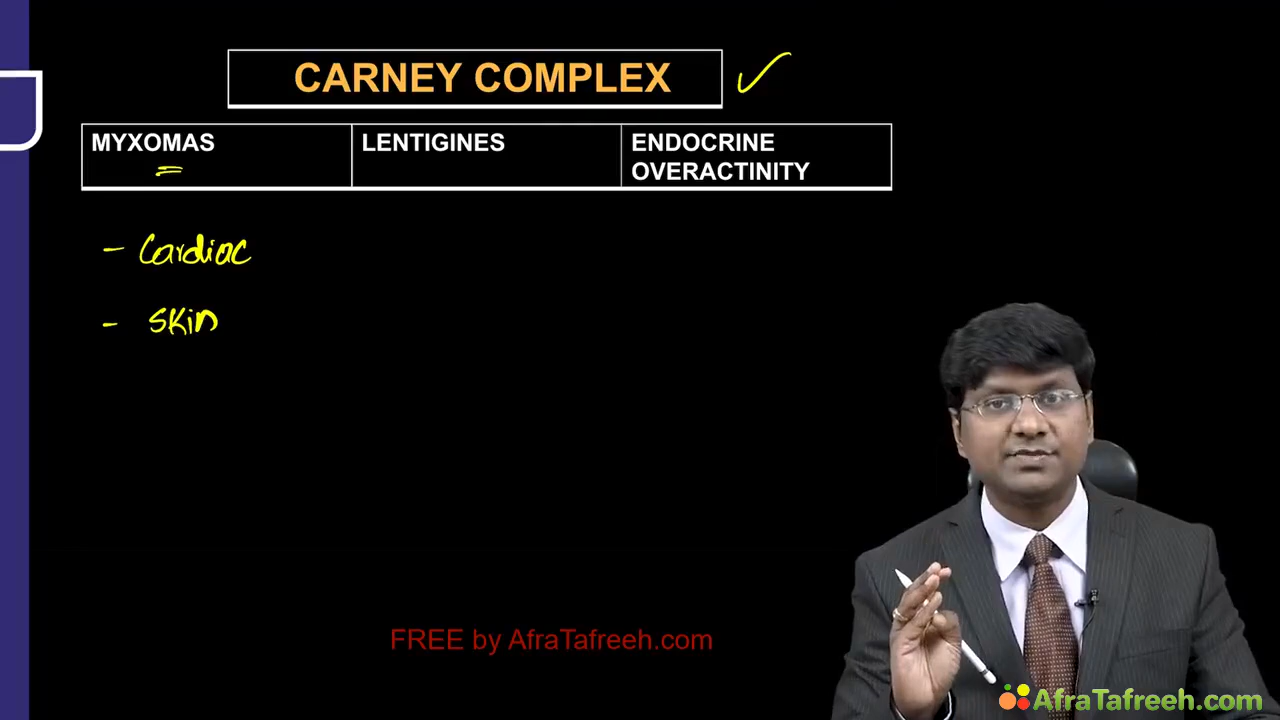 CARNEY COMPLEX
MYXOMAS
LENTIGINES
ENDOCRINE
OVERACTINITY
- Cardiac
- Skin
FREE by AfraTafreeh.com
AfraTafreeh.com